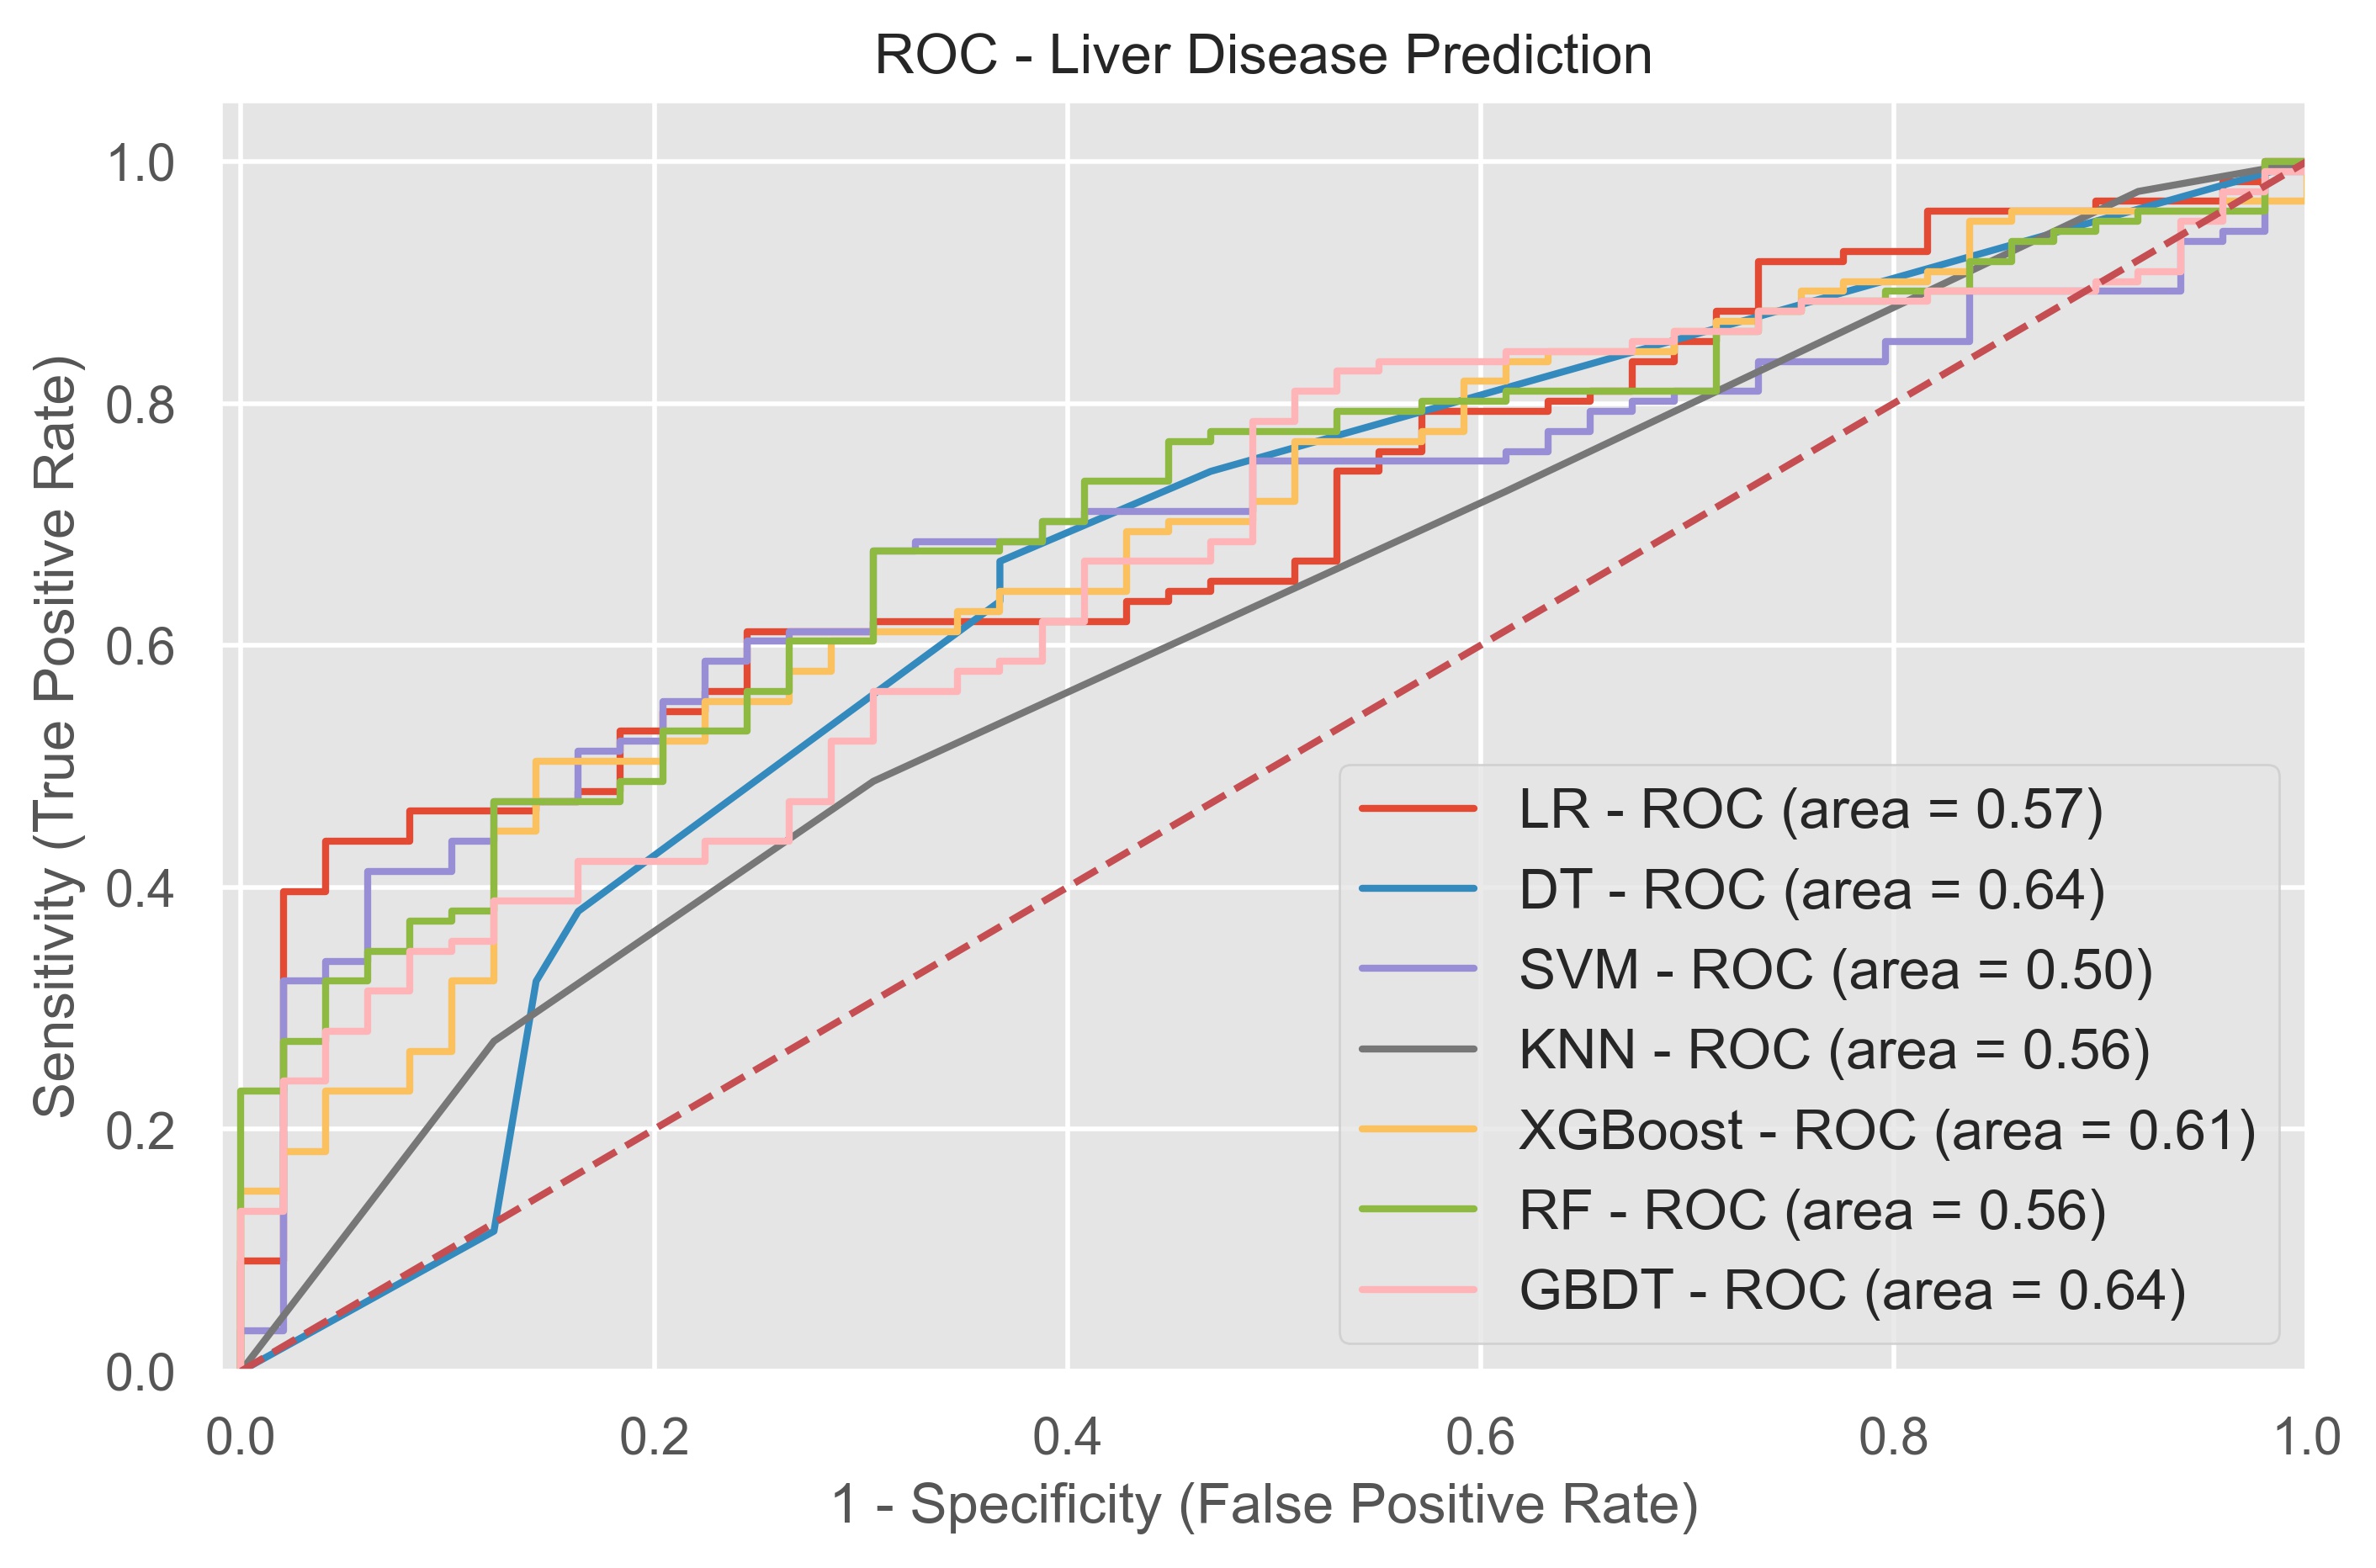 ROC - Liver Disease Prediction
Sensitivity (True Positive Rate)
1.0
0.8
0.6
0.4
0.2
0.0
LR - ROC (area = 0.57)
DT - ROC (area = 0.64)
SVM - ROC (area = 0.50)
KNN - ROC (area = 0.56)
XGBoost - ROC (area = 0.61)
RF - ROC (area = 0.56)
GBDT - ROC (area = 0.64)
0.0 0.2 0.4 0.6 0.8 1.0
1 - Specificity (False Positive Rate)